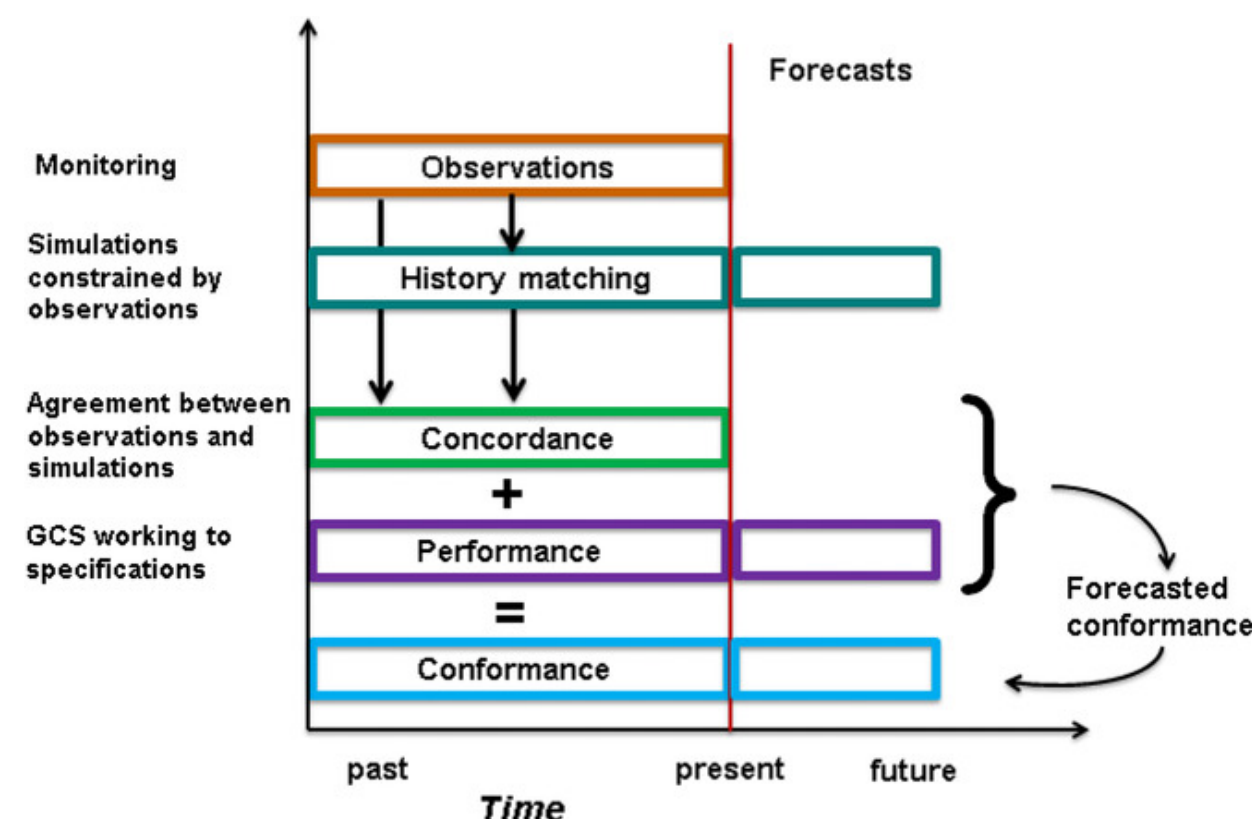 Forecasts
Monitoring
Observations
Simulations
constrained by
observations
History matching
Agreement between
observations and
simulations
Concordance
+
GCS working to
specifications
Performance
=
Forecasted
conformance
Conformance
past
present
future
Time